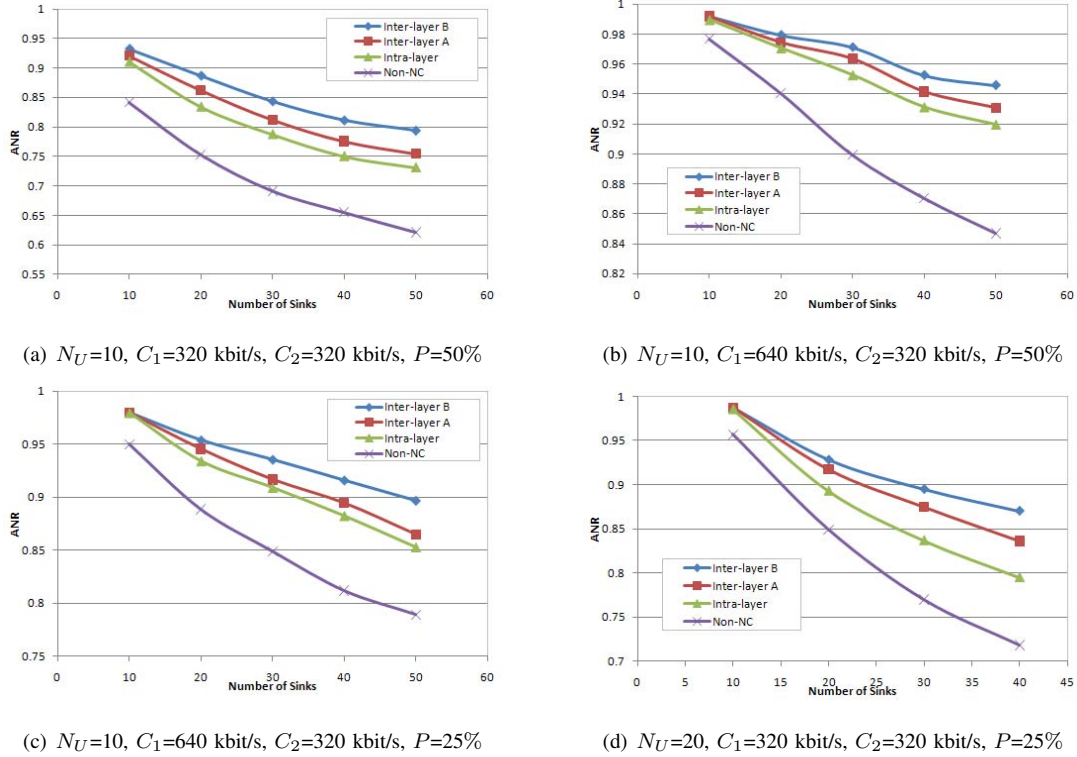 1
0.95
0.9
0.85
0.8
0.75
0.7
0.65
0.6
0.55
ANR
0 10 20 30 40 50 60
Number of Sinks
Inter-layer B
Inter-layer A
Intra-layer
Non-NC
(a) N_U=10, C_1=320 kbit/s, C_2=320 kbit/s, P=50%
1
0.98
0.96
0.94
0.92
0.9
0.88
0.86
0.84
0.82
ANR
0 10 20 30 40 50 60
Number of Sinks
Inter-layer B
Inter-layer A
Intra-layer
Non-NC
(b) N_U=10, C_1=640 kbit/s, C_2=320 kbit/s, P=50%
1
0.95
0.9
0.85
0.8
0.75
ANR
0 10 20 30 40 50 60
Number of Sinks
Inter-layer B
Inter-layer A
Intra-layer
Non-NC
(c) N_U=10, C_1=640 kbit/s, C_2=320 kbit/s, P=25%
1
0.95
0.9
0.85
0.8
0.75
0.7
ANR
0 5 10 15 20 25 30 35 40 45
Number of Sinks
Inter-layer B
Inter-layer A
Intra-layer
Non-NC
(d) N_U=20, C_1=320 kbit/s, C_2=320 kbit/s, P=25%